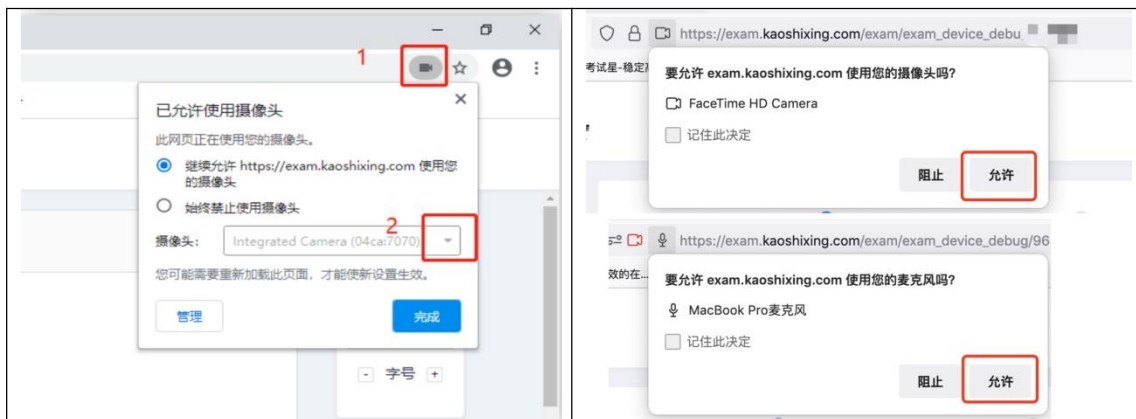 1
已允许使用摄像头
此网页正在使用您的摄像头。
继续允许 https://exam.kaoshixing.com 使用您
的摄像头
始终禁止使用摄像头
2
摄像头: Integrated Camera (04ca:7070)
您可能需要重新加载此页面，才能使新设置生效。
管理 完成
- 字号 +
https://exam.kaoshixing.com/exam/exam_device_debu
考试星-稳定
要允许 exam.kaoshixing.com 使用您的摄像头吗?
FaceTime HD Camera
记住此决定
阻止 允许
https://exam.kaoshixing.com/exam/exam_device_debug/96
效的在...
要允许 exam.kaoshixing.com 使用您的麦克风吗?
MacBook Pro麦克风
记住此决定
阻止 允许